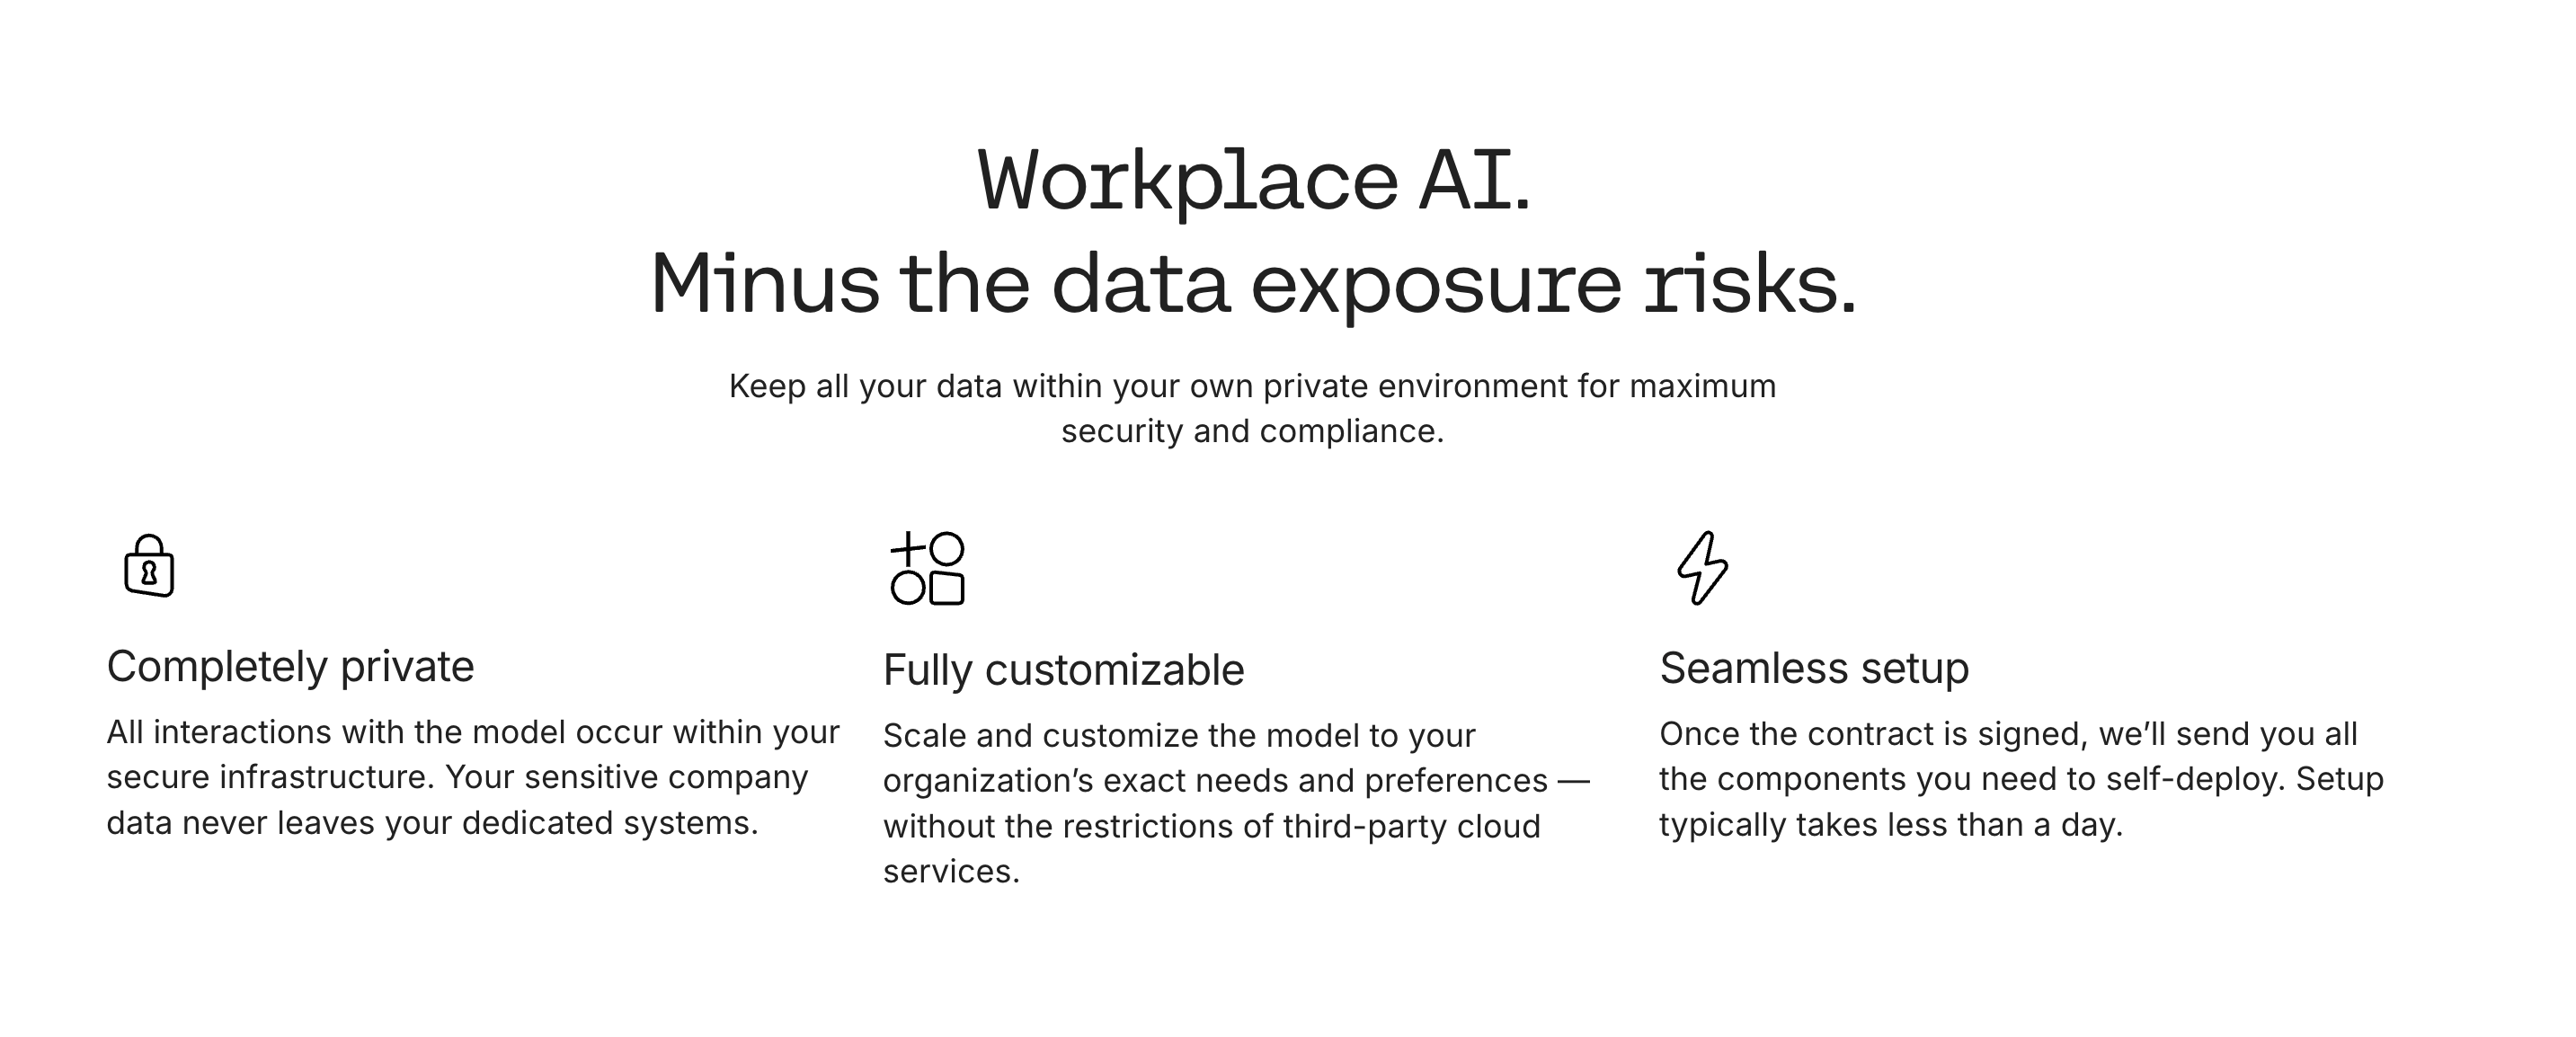 Workplace AI.
Minus the data exposure risks.
Keep all your data within your own private environment for maximum
security and compliance.
Completely private
All interactions with the model occur within your
secure infrastructure. Your sensitive company
data never leaves your dedicated systems.
Fully customizable
Scale and customize the model to your
organization’s exact needs and preferences —
without the restrictions of third-party cloud
services.
Seamless setup
Once the contract is signed, we’ll send you all
the components you need to self-deploy. Setup
typically takes less than a day.